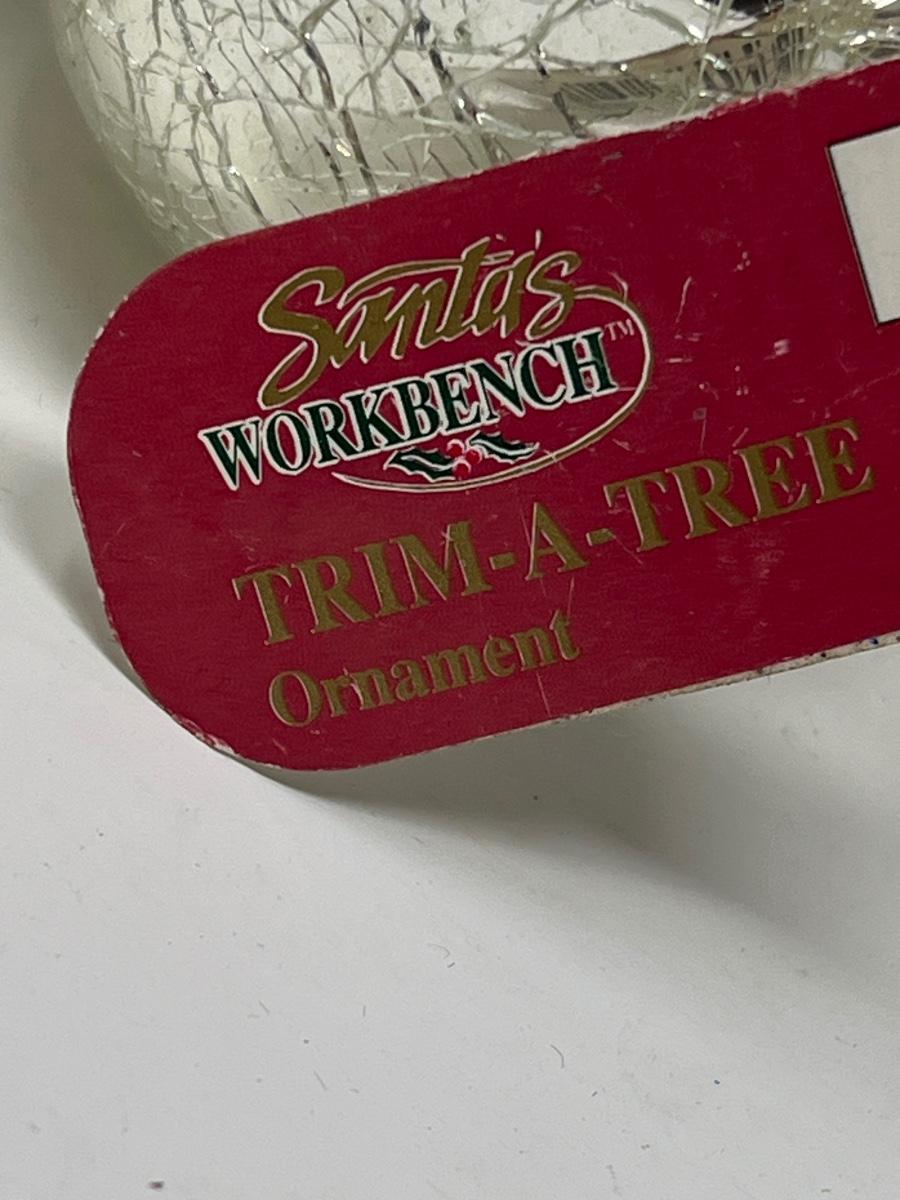 Santa's
WORKBENCH™
TRIM-A-TREE
Ornament